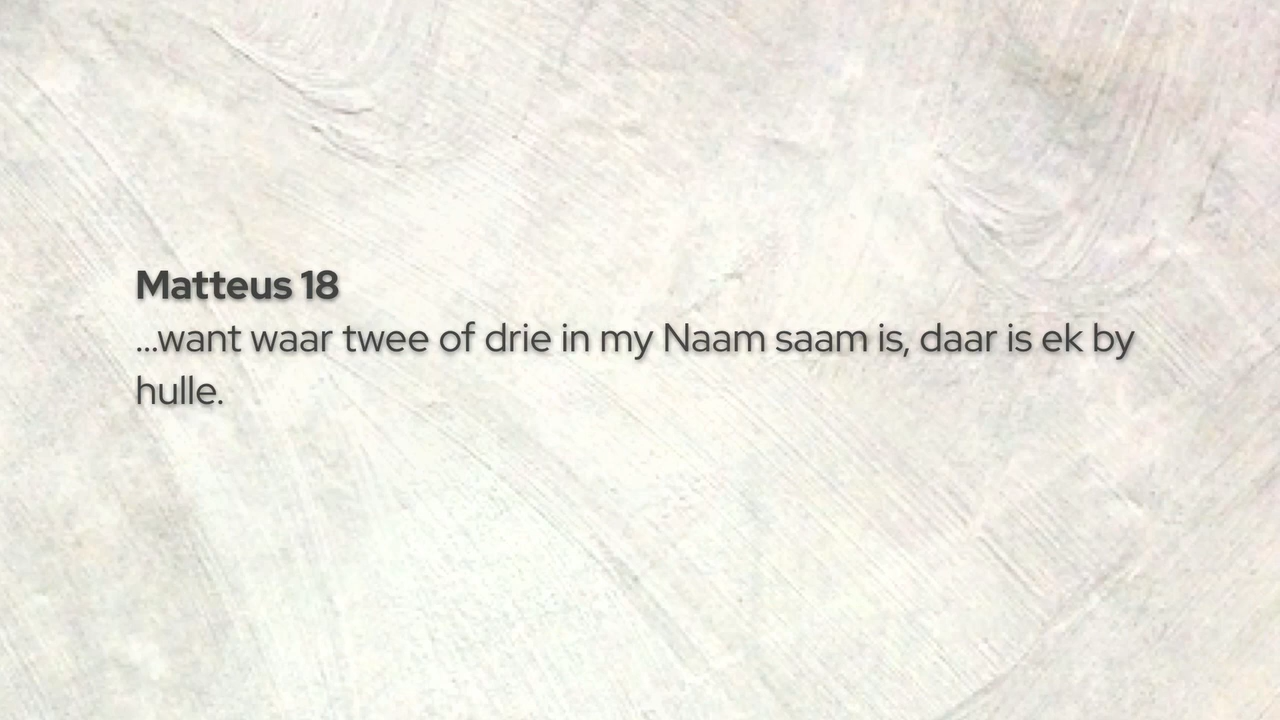 Matteus 18
...want waar twee of drie in my Naam saam is, daar is ek by
hulle.